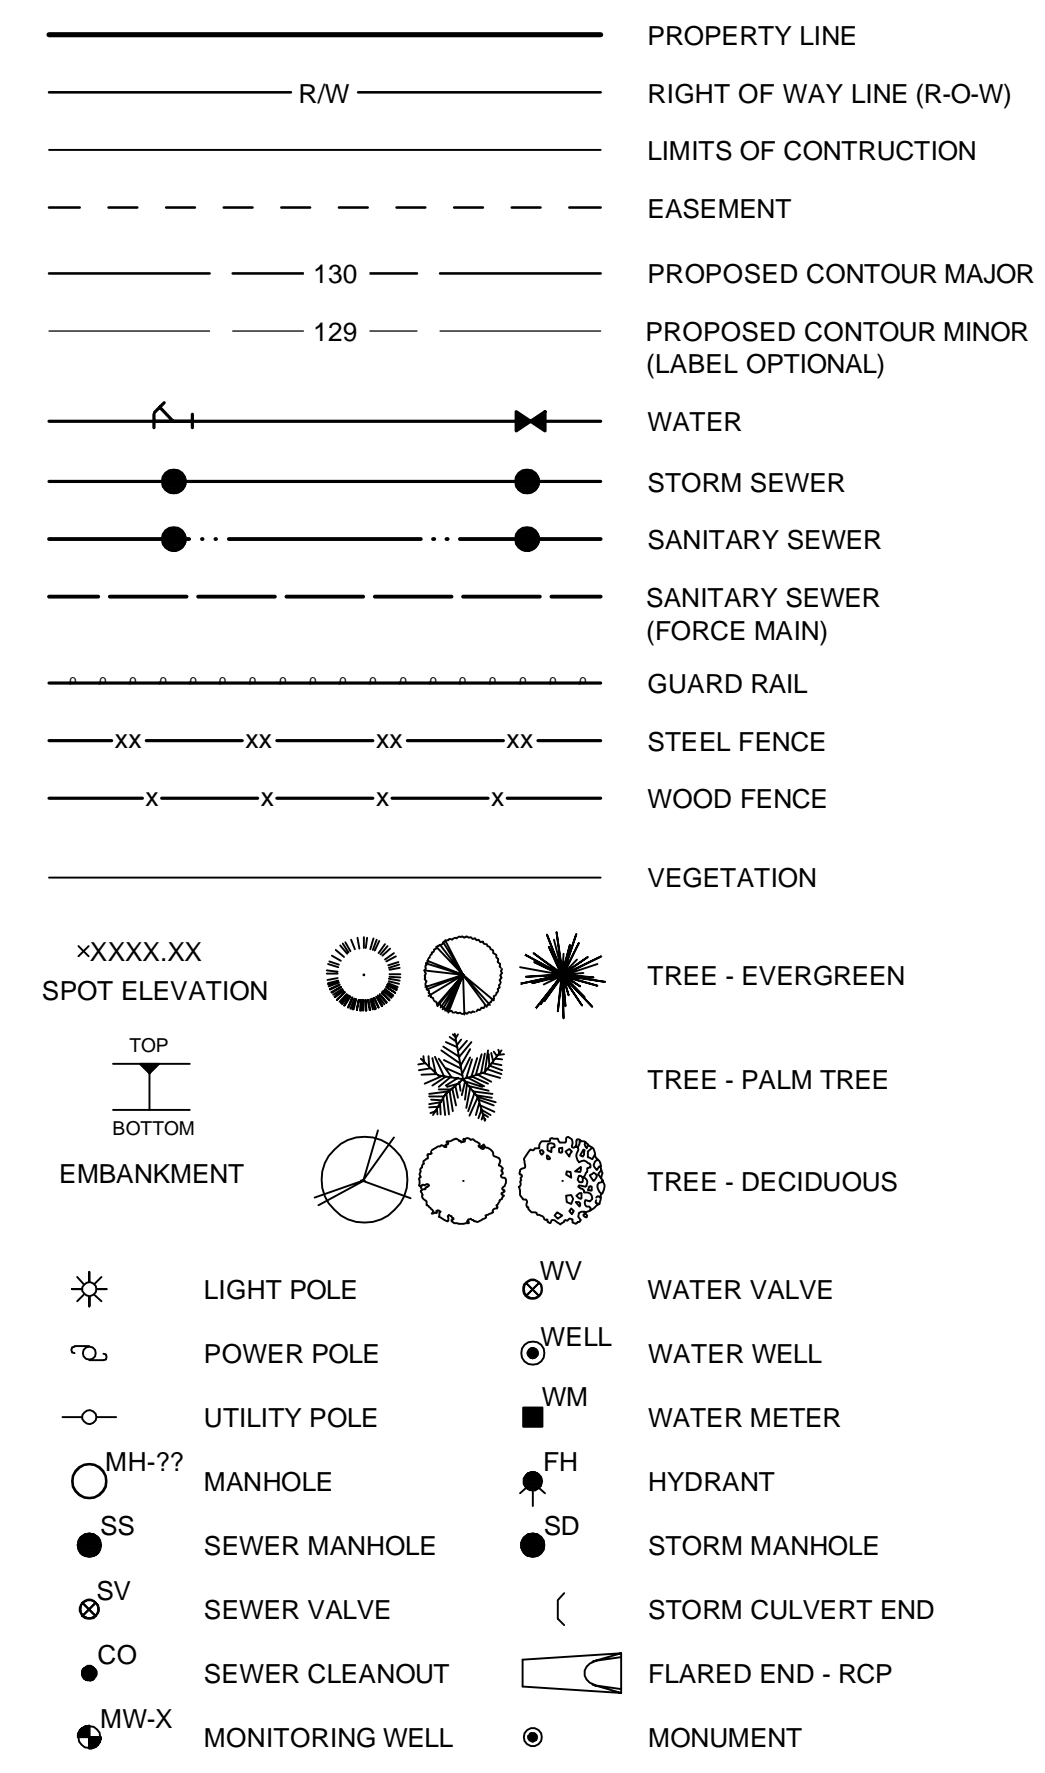 PROPERTY LINE
R/W RIGHT OF WAY LINE (R-O-W)
LIMITS OF CONTRUCTION
EASEMENT
130 PROPOSED CONTOUR MAJOR
129 PROPOSED CONTOUR MINOR
(LABEL OPTIONAL)
WATER
STORM SEWER
SANITARY SEWER
SANITARY SEWER
(FORCE MAIN)
GUARD RAIL
XX XX XX XX STEEL FENCE
X X X X WOOD FENCE
VEGETATION
×XXXX.XX
SPOT ELEVATION
TREE - EVERGREEN
TOP
BOTTOM
EMBANKMENT
TREE - PALM TREE
TREE - DECIDUOUS
LIGHT POLE
WV WATER VALVE
POWER POLE
WELL WATER WELL
UTILITY POLE
WM WATER METER
MH-?? MANHOLE
FH HYDRANT
SS SEWER MANHOLE
SD STORM MANHOLE
SV SEWER VALVE
STORM CULVERT END
CO SEWER CLEANOUT
FLARED END - RCP
MW-X MONITORING WELL
MONUMENT